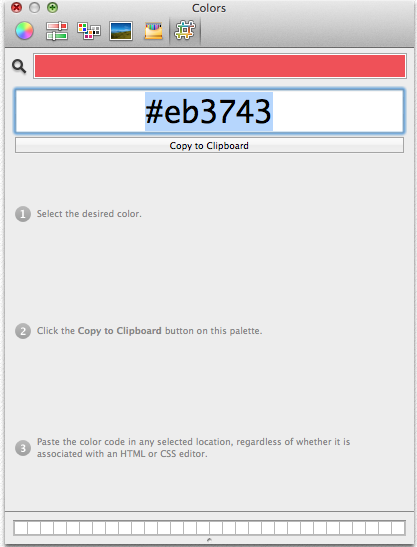 Colors
#eb3743
Copy to Clipboard
1 Select the desired color.
2 Click the Copy to Clipboard button on this palette.
3 Paste the color code in any selected location, regardless of whether it is
associated with an HTML or CSS editor.